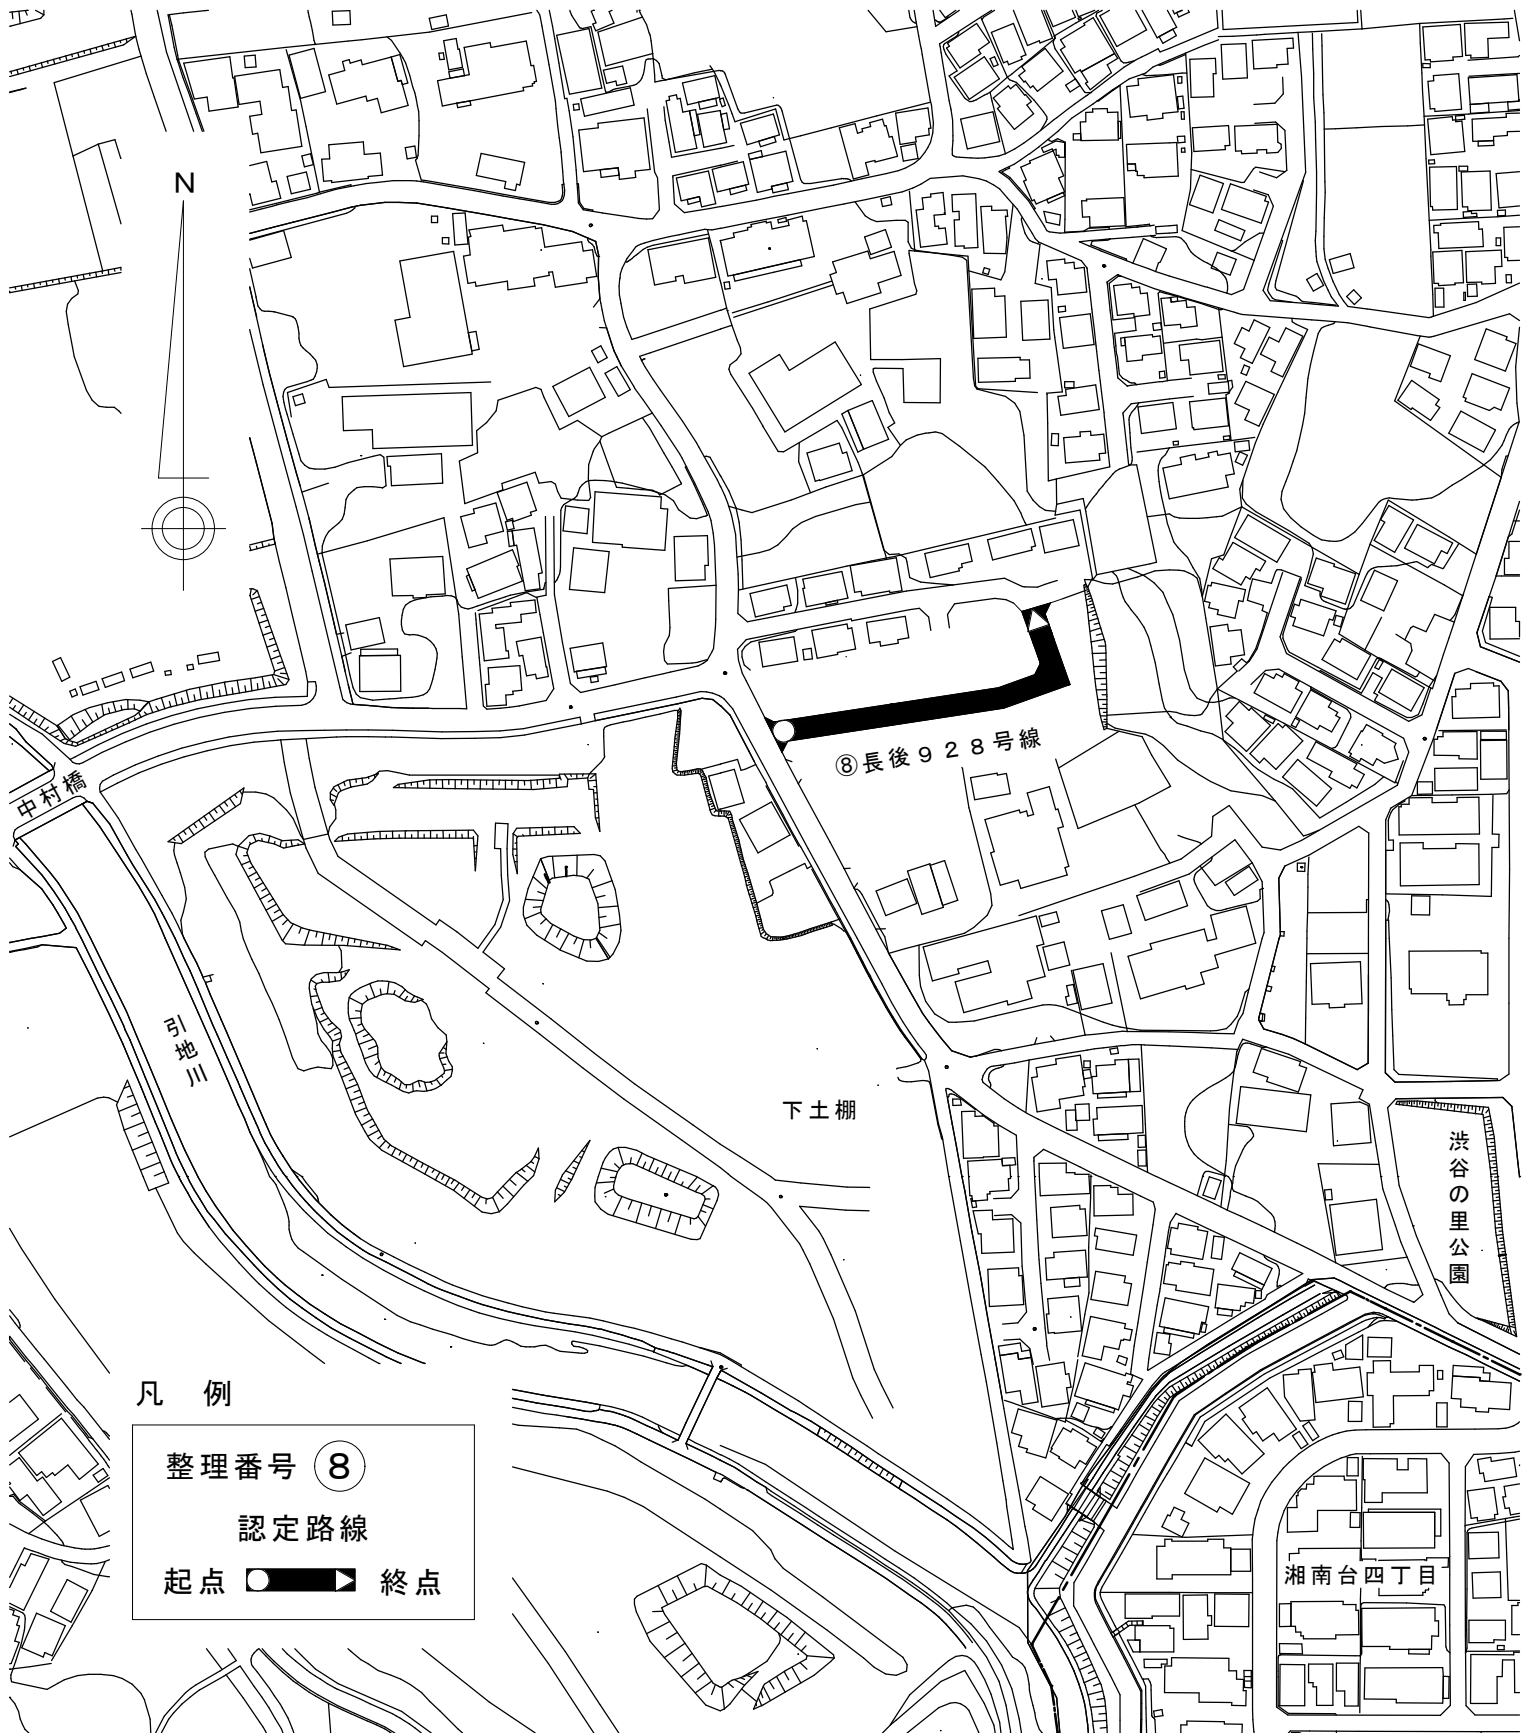 N
⑧長後９２８号線
中村橋
引地川
下土棚
渋谷の里公園
凡 例
整理番号 ⑧
認定路線
起点 終点
湘南台四丁目